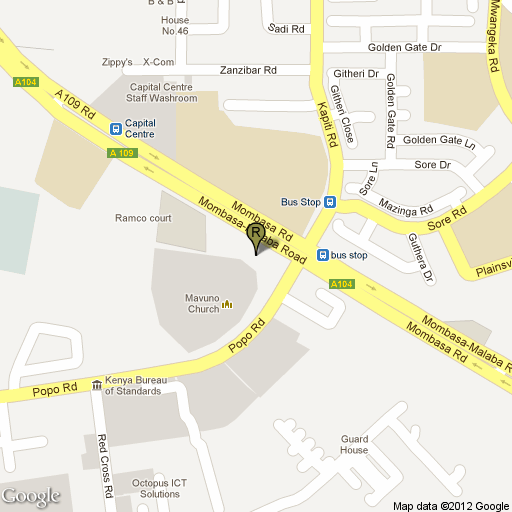 B & B
House
No.46
Sadi Rd
Golden Gate Dr
Mwangeka Rd
Zippy's
X-Com
Zanzibar Rd
Githeri Dr
A104
A109 Rd
Capital Centre
Staff Washroom
Githen Close
Golden Gate Rd
Kapiti Rd
Capital
Centre
Golden Gate Ln
A 109
Sore Dr
Sore Ln
Bus Stop
Mazinga Rd
Ramco court
Mombasa Rd
Mombasa-Malaba Road
R
Sore Rd
Guthera Dr
bus stop
Plainsvi
A104
Mavuno
Church
Popo Rd
Mombasa-Malaba R
Mombasa Rd
Popo Rd
Kenya Bureau
of Standards
Red Cross Rd
Guard
House
Octopus ICT
Solutions
Google
Map data ©2012 Google